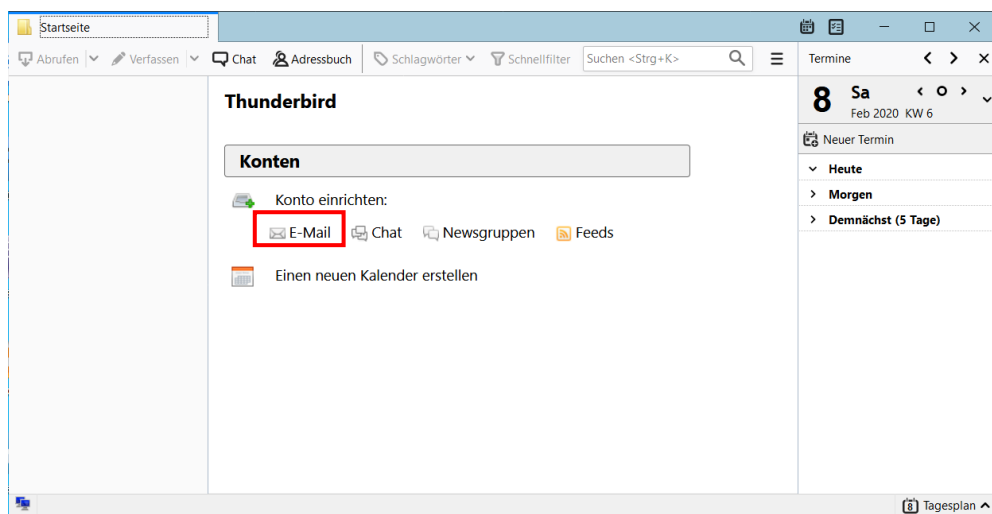 Startseite
Abrufen Verfassen Chat Adressbuch Schlagwörter Schnellfilter Suchen <Strg+K>
Thunderbird
Konten
Konto einrichten:
E-Mail Chat Newsgruppen Feeds
Einen neuen Kalender erstellen
Termine
8 Sa
Feb 2020 KW 6
Neuer Termin
Heute
Morgen
Demnächst (5 Tage)
8 Tagesplan